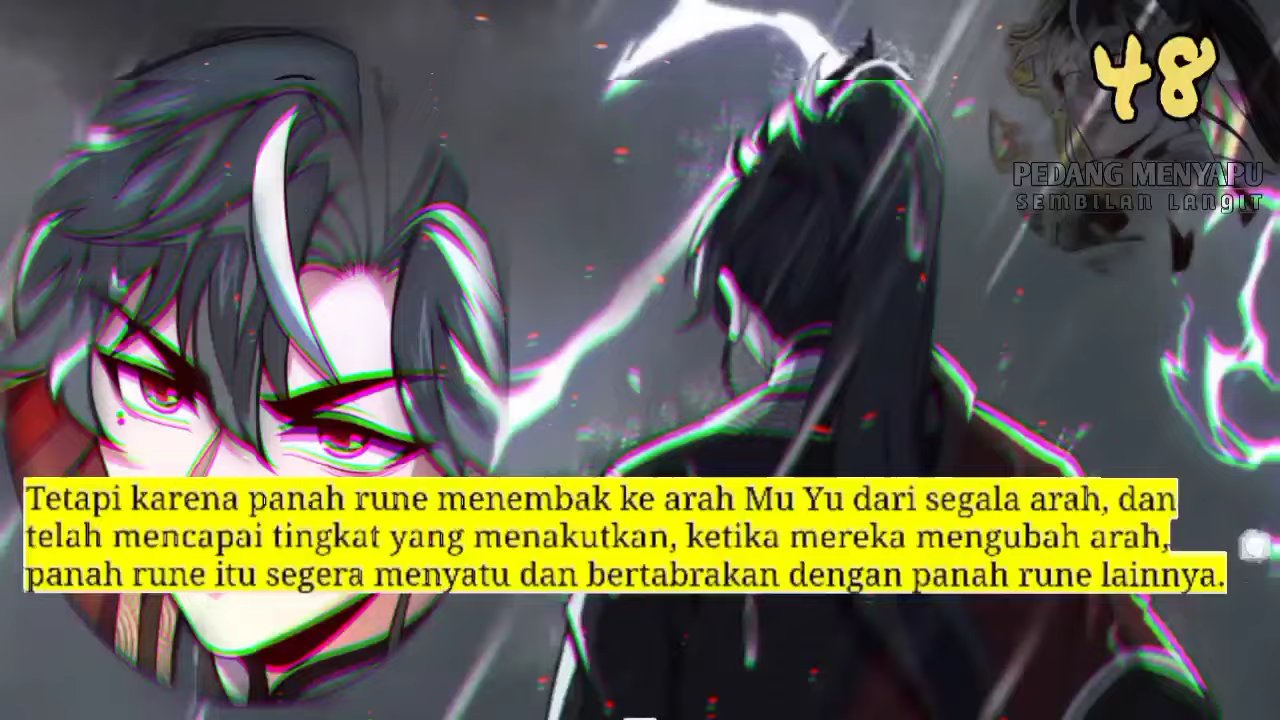 48
PEDANG MENYAPU
SEMBILAN LANGIT
Tetapi karena panah rune menembak ke arah Mu Yu dari segala arah, dan
telah mencapai tingkat yang menakutkan, ketika mereka mengubah arah,
panah rune itu segera menyatu dan bertabrakan dengan panah rune lainnya.